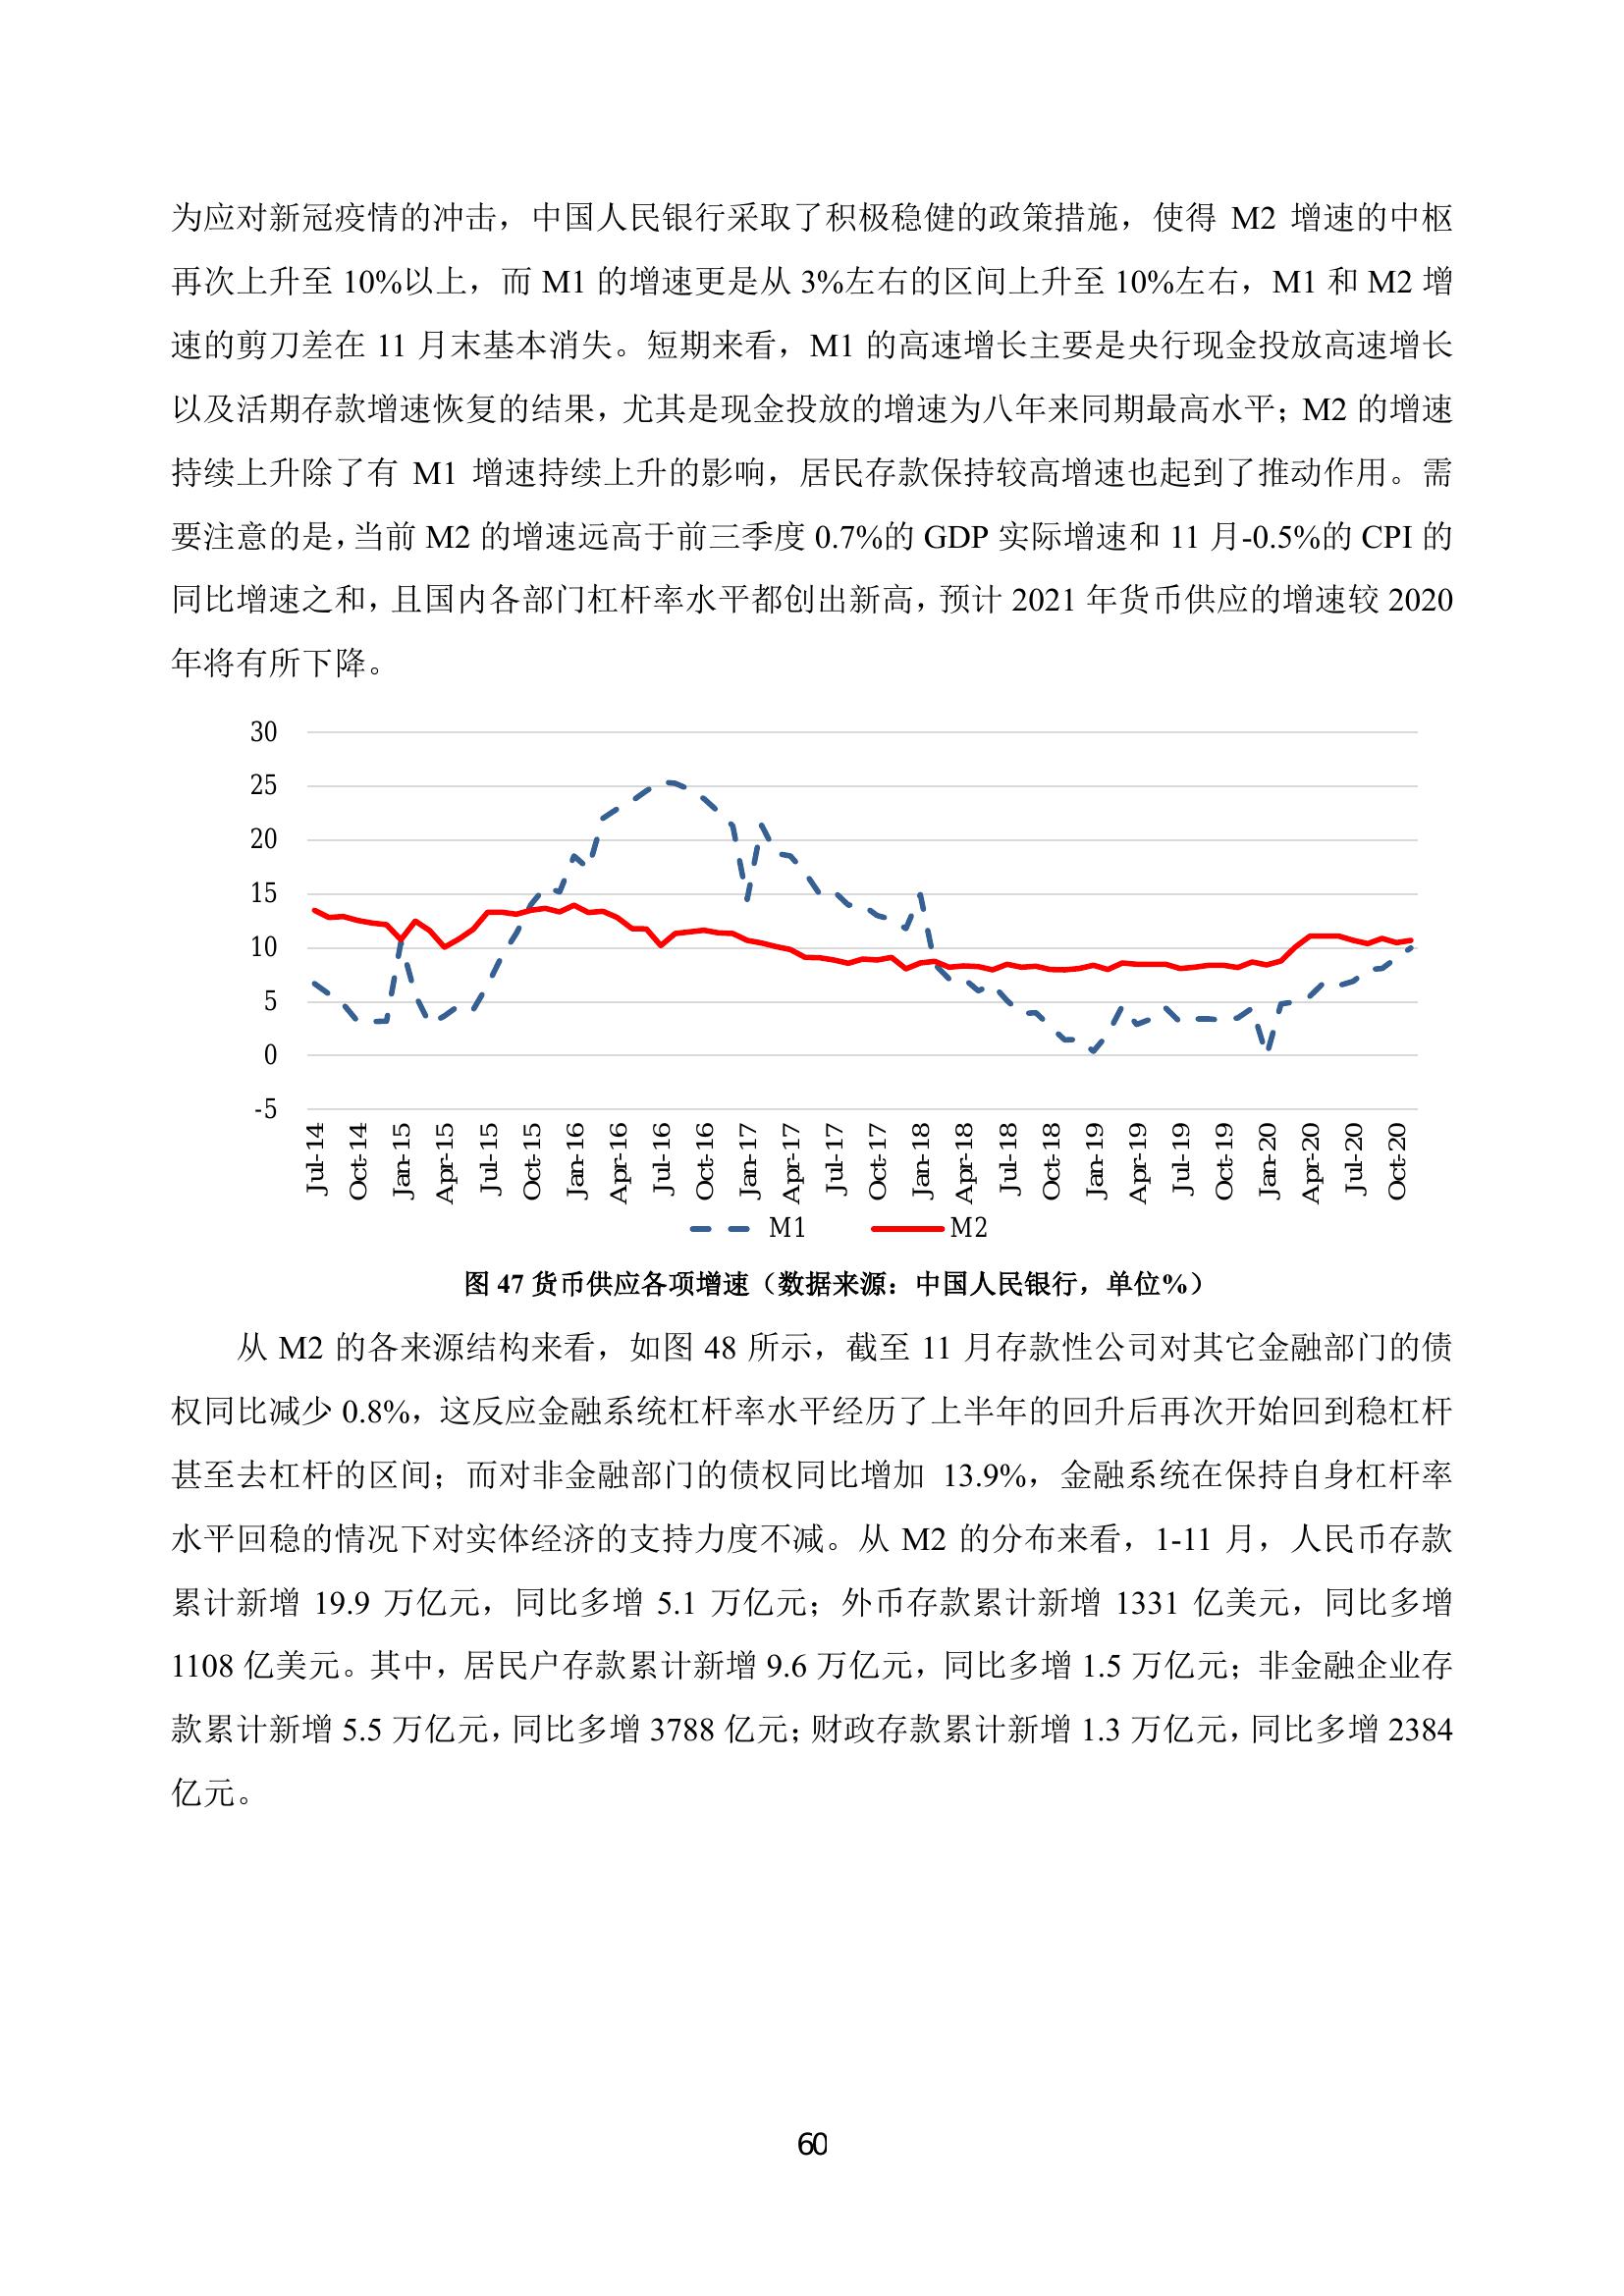 为应对新冠疫情的冲击，中国人民银行采取了积极稳健的政策措施，使得 M2 增速的中枢
再次上升至 10%以上，而 M1 的增速更是从 3%左右的区间上升至 10%左右，M1 和 M2 增
速的剪刀差在 11 月末基本消失。短期来看，M1 的高速增长主要是央行现金投放高速增长
以及活期存款增速恢复的结果，尤其是现金投放的增速为八年来同期最高水平；M2 的增速
持续上升除了有 M1 增速持续上升的影响，居民存款保持较高增速也起到了推动作用。需
要注意的是，当前 M2 的增速远高于前三季度 0.7%的 GDP 实际增速和 11 月-0.5%的 CPI 的
同比增速之和，且国内各部门杠杆率水平都创出新高，预计 2021 年货币供应的增速较 2020
年将有所下降。
30
25
20
15
10
5
0
-5
Jul-14
Oct-14
Jan-15
Apr-15
Jul-15
Oct-15
Jan-16
Apr-16
Jul-16
Oct-16
Jan-17
Apr-17
Jul-17
Oct-17
Jan-18
Apr-18
Jul-18
Oct-18
Jan-19
Apr-19
Jul-19
Oct-19
Jan-20
Apr-20
Jul-20
Oct-20
M1 M2
图 47 货币供应各项增速（数据来源：中国人民银行，单位%）
从 M2 的各来源结构来看，如图 48 所示，截至 11 月存款性公司对其它金融部门的债
权同比减少 0.8%，这反应金融系统杠杆率水平经历了上半年的回升后再次开始回到稳杠杆
甚至去杠杆的区间；而对非金融部门的债权同比增加 13.9%，金融系统在保持自身杠杆率
水平回稳的情况下对实体经济的支持力度不减。从 M2 的分布来看，1-11 月，人民币存款
累计新增 19.9 万亿元，同比多增 5.1 万亿元；外币存款累计新增 1331 亿美元，同比多增
1108 亿美元。其中，居民户存款累计新增 9.6 万亿元，同比多增 1.5 万亿元；非金融企业存
款累计新增 5.5 万亿元，同比多增 3788 亿元；财政存款累计新增 1.3 万亿元，同比多增 2384
亿元。
60